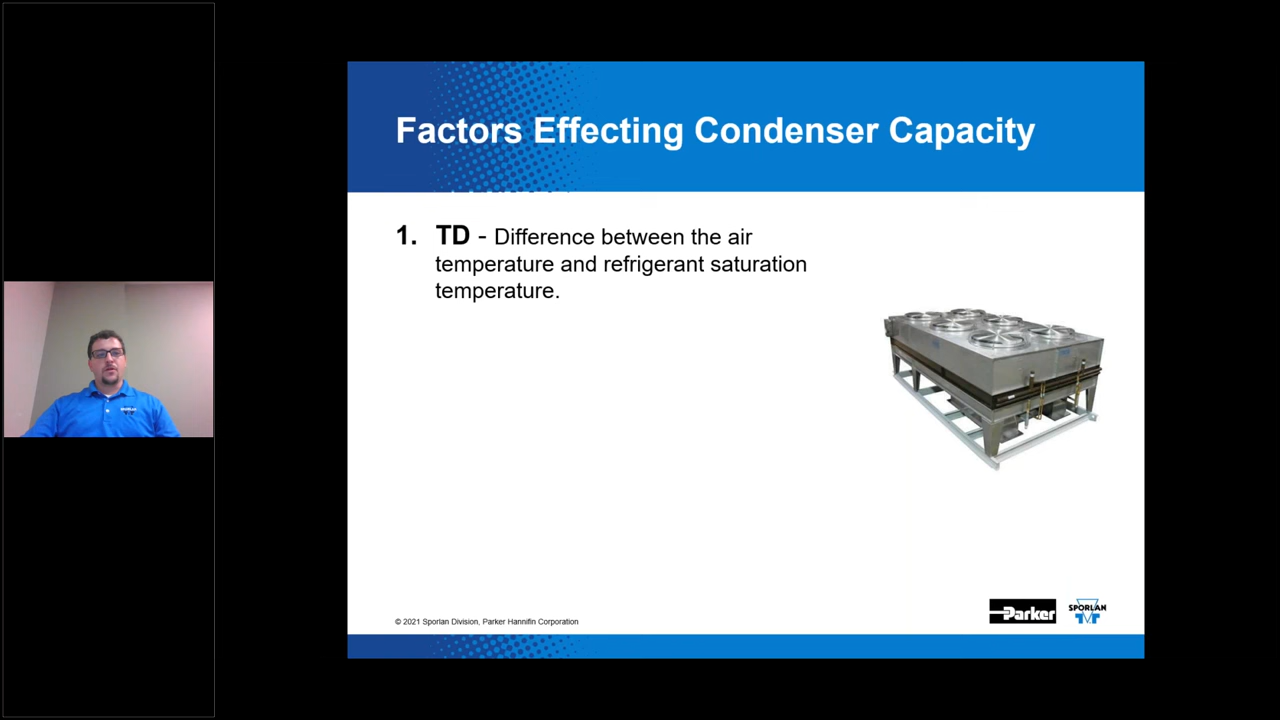 Factors Effecting Condenser Capacity
1. TD - Difference between the air
temperature and refrigerant saturation
temperature.
© 2021 Sporlan Division, Parker Hannifin Corporation
Parker
SPORLAN
SPORLAN